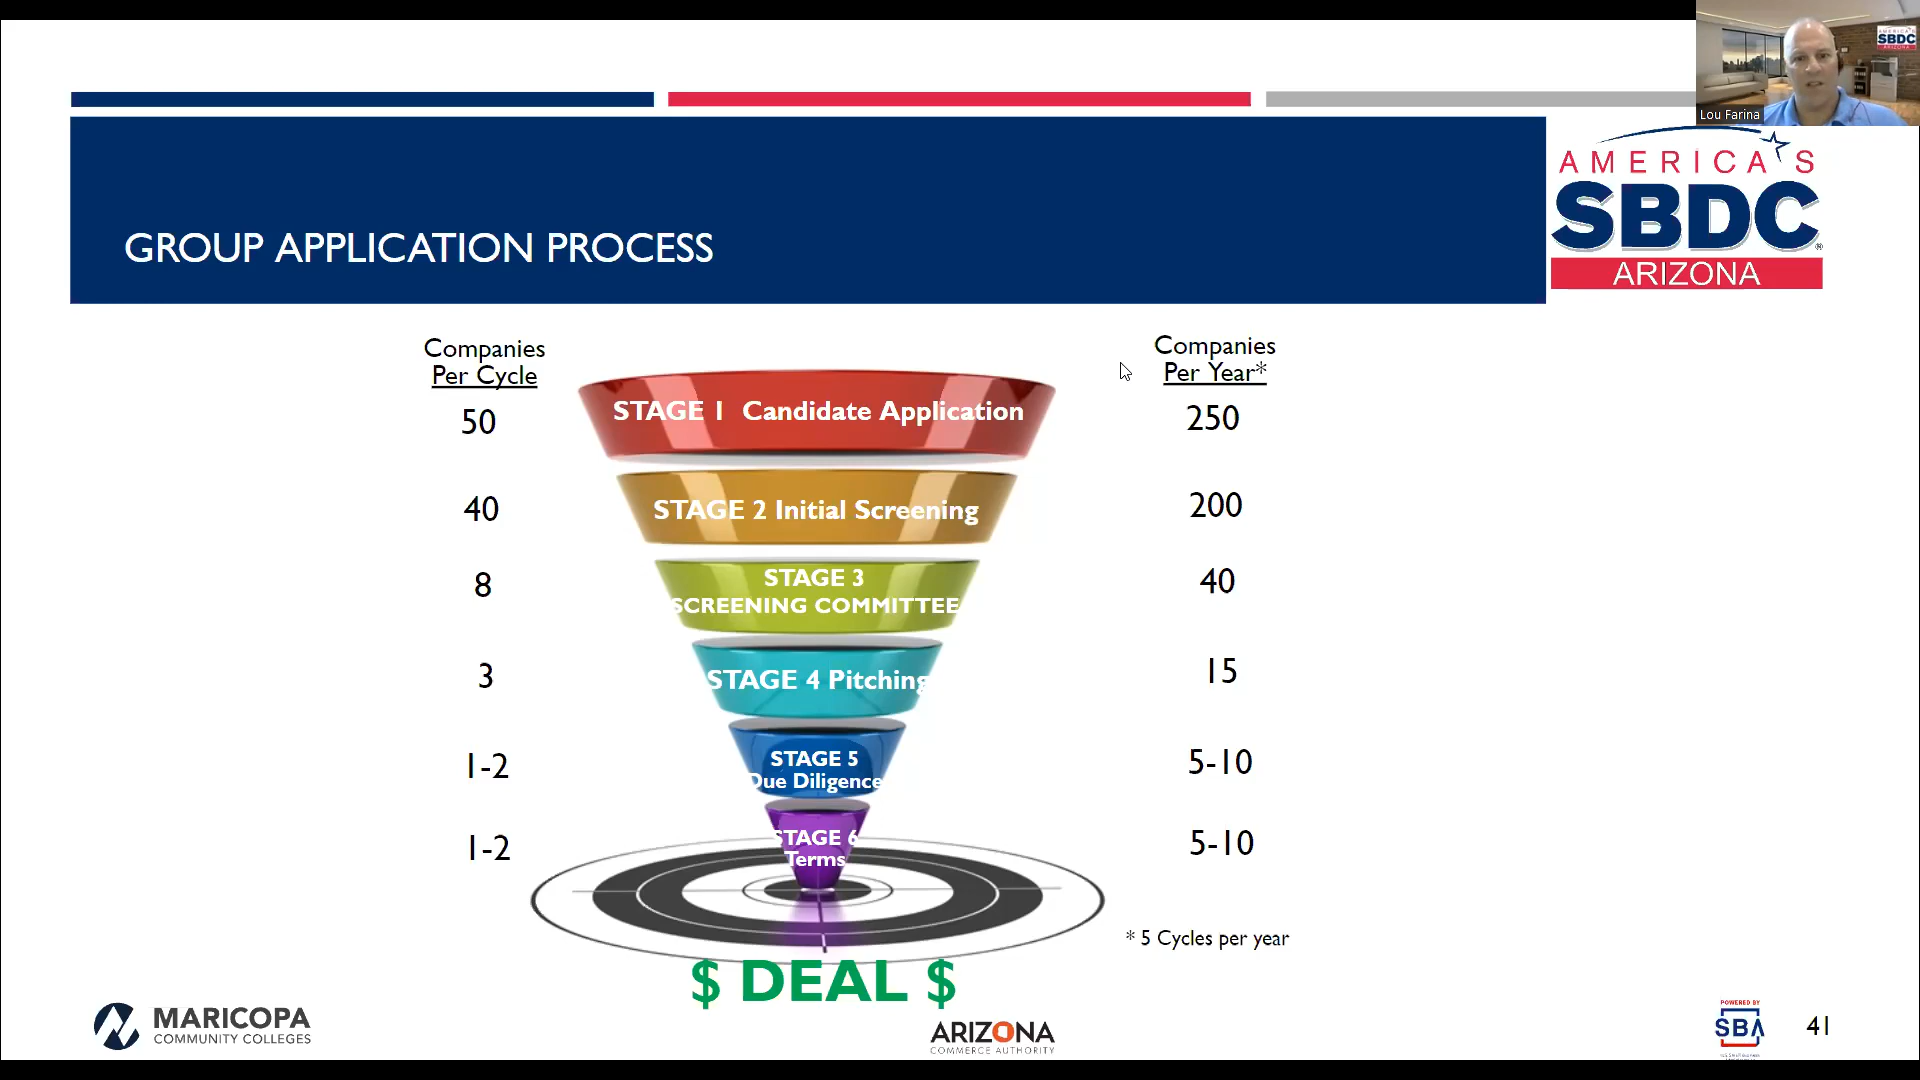 SBDC
Lou Farina
AMERICA'S
SBDC®
ARIZONA
GROUP APPLICATION PROCESS
Companies
Per Cycle
Companies
Per Year*
50
STAGE 1 Candidate Application
250
40
STAGE 2 Initial Screening
200
8
STAGE 3
SCREENING COMMITTEE
40
3
STAGE 4 Pitching
15
1-2
STAGE 5
Due Diligence
5-10
1-2
STAGE 6
Terms
5-10
* 5 Cycles per year
$ DEAL $
MARICOPA
COMMUNITY COLLEGES
ARIZONA
COMMERCE AUTHORITY
POWERED BY
SBA
41